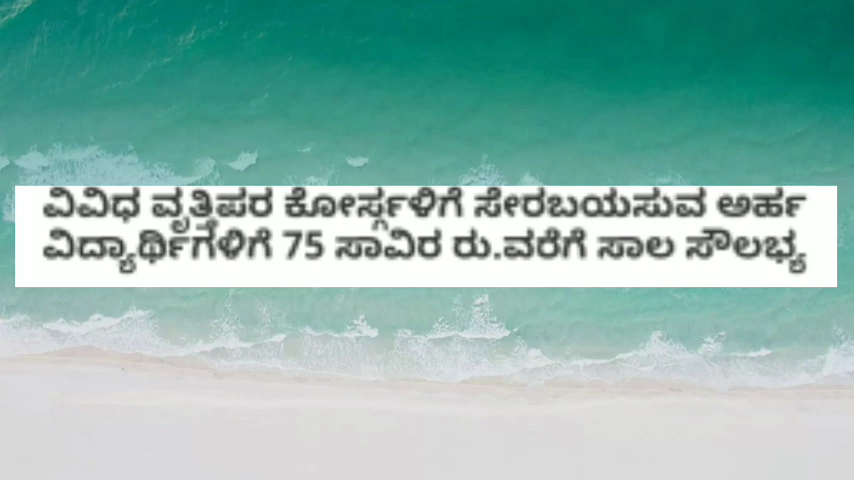 ವಿವಿಧ ವೃತ್ತಿಪರ ಕೋರ್ಸ್ಗಳಿಗೆ ಸೇರಬಯಸುವ ಅರ್ಹ
ವಿದ್ಯಾರ್ಥಿಗಳಿಗೆ 75 ಸಾವಿರ ರು.ವರೆಗೆ ಸಾಲ ಸೌಲಭ್ಯ